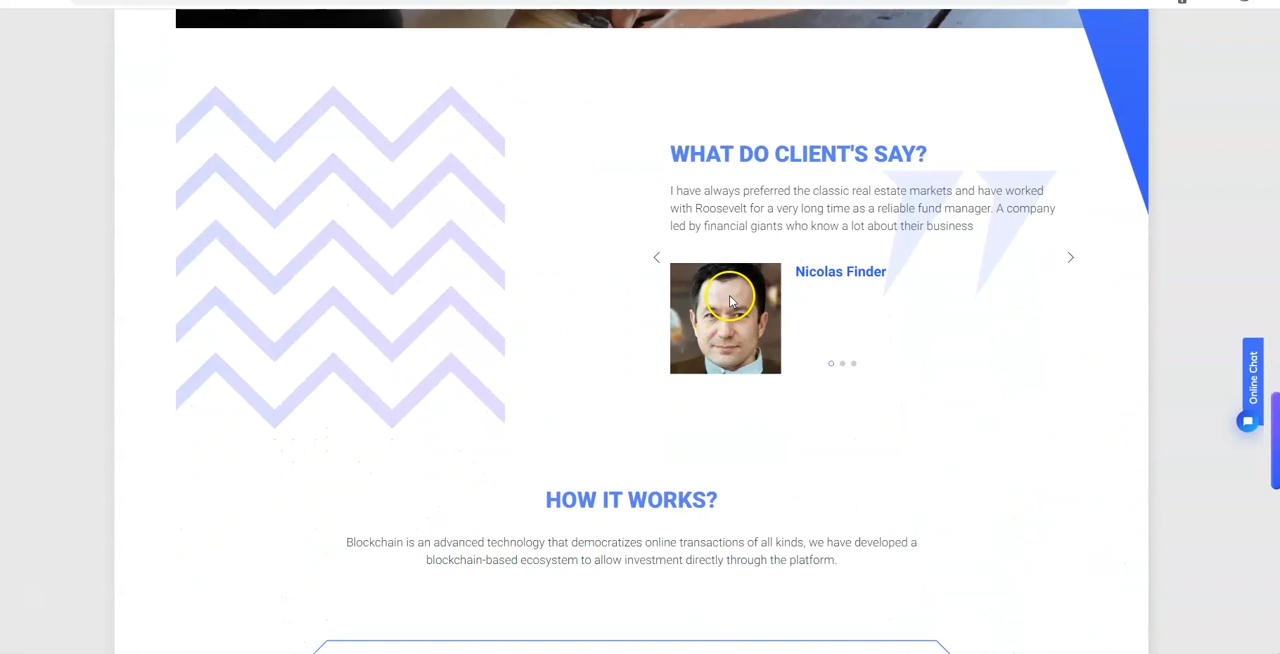 WHAT DO CLIENT'S SAY?
I have always preferred the classic real estate markets and have worked
with Roosevelt for a very long time as a reliable fund manager. A company
led by financial giants who know a lot about their business
Nicolas Finder
Online Chat
HOW IT WORKS?
Blockchain is an advanced technology that democratizes online transactions of all kinds, we have developed a
blockchain-based ecosystem to allow investment directly through the platform.